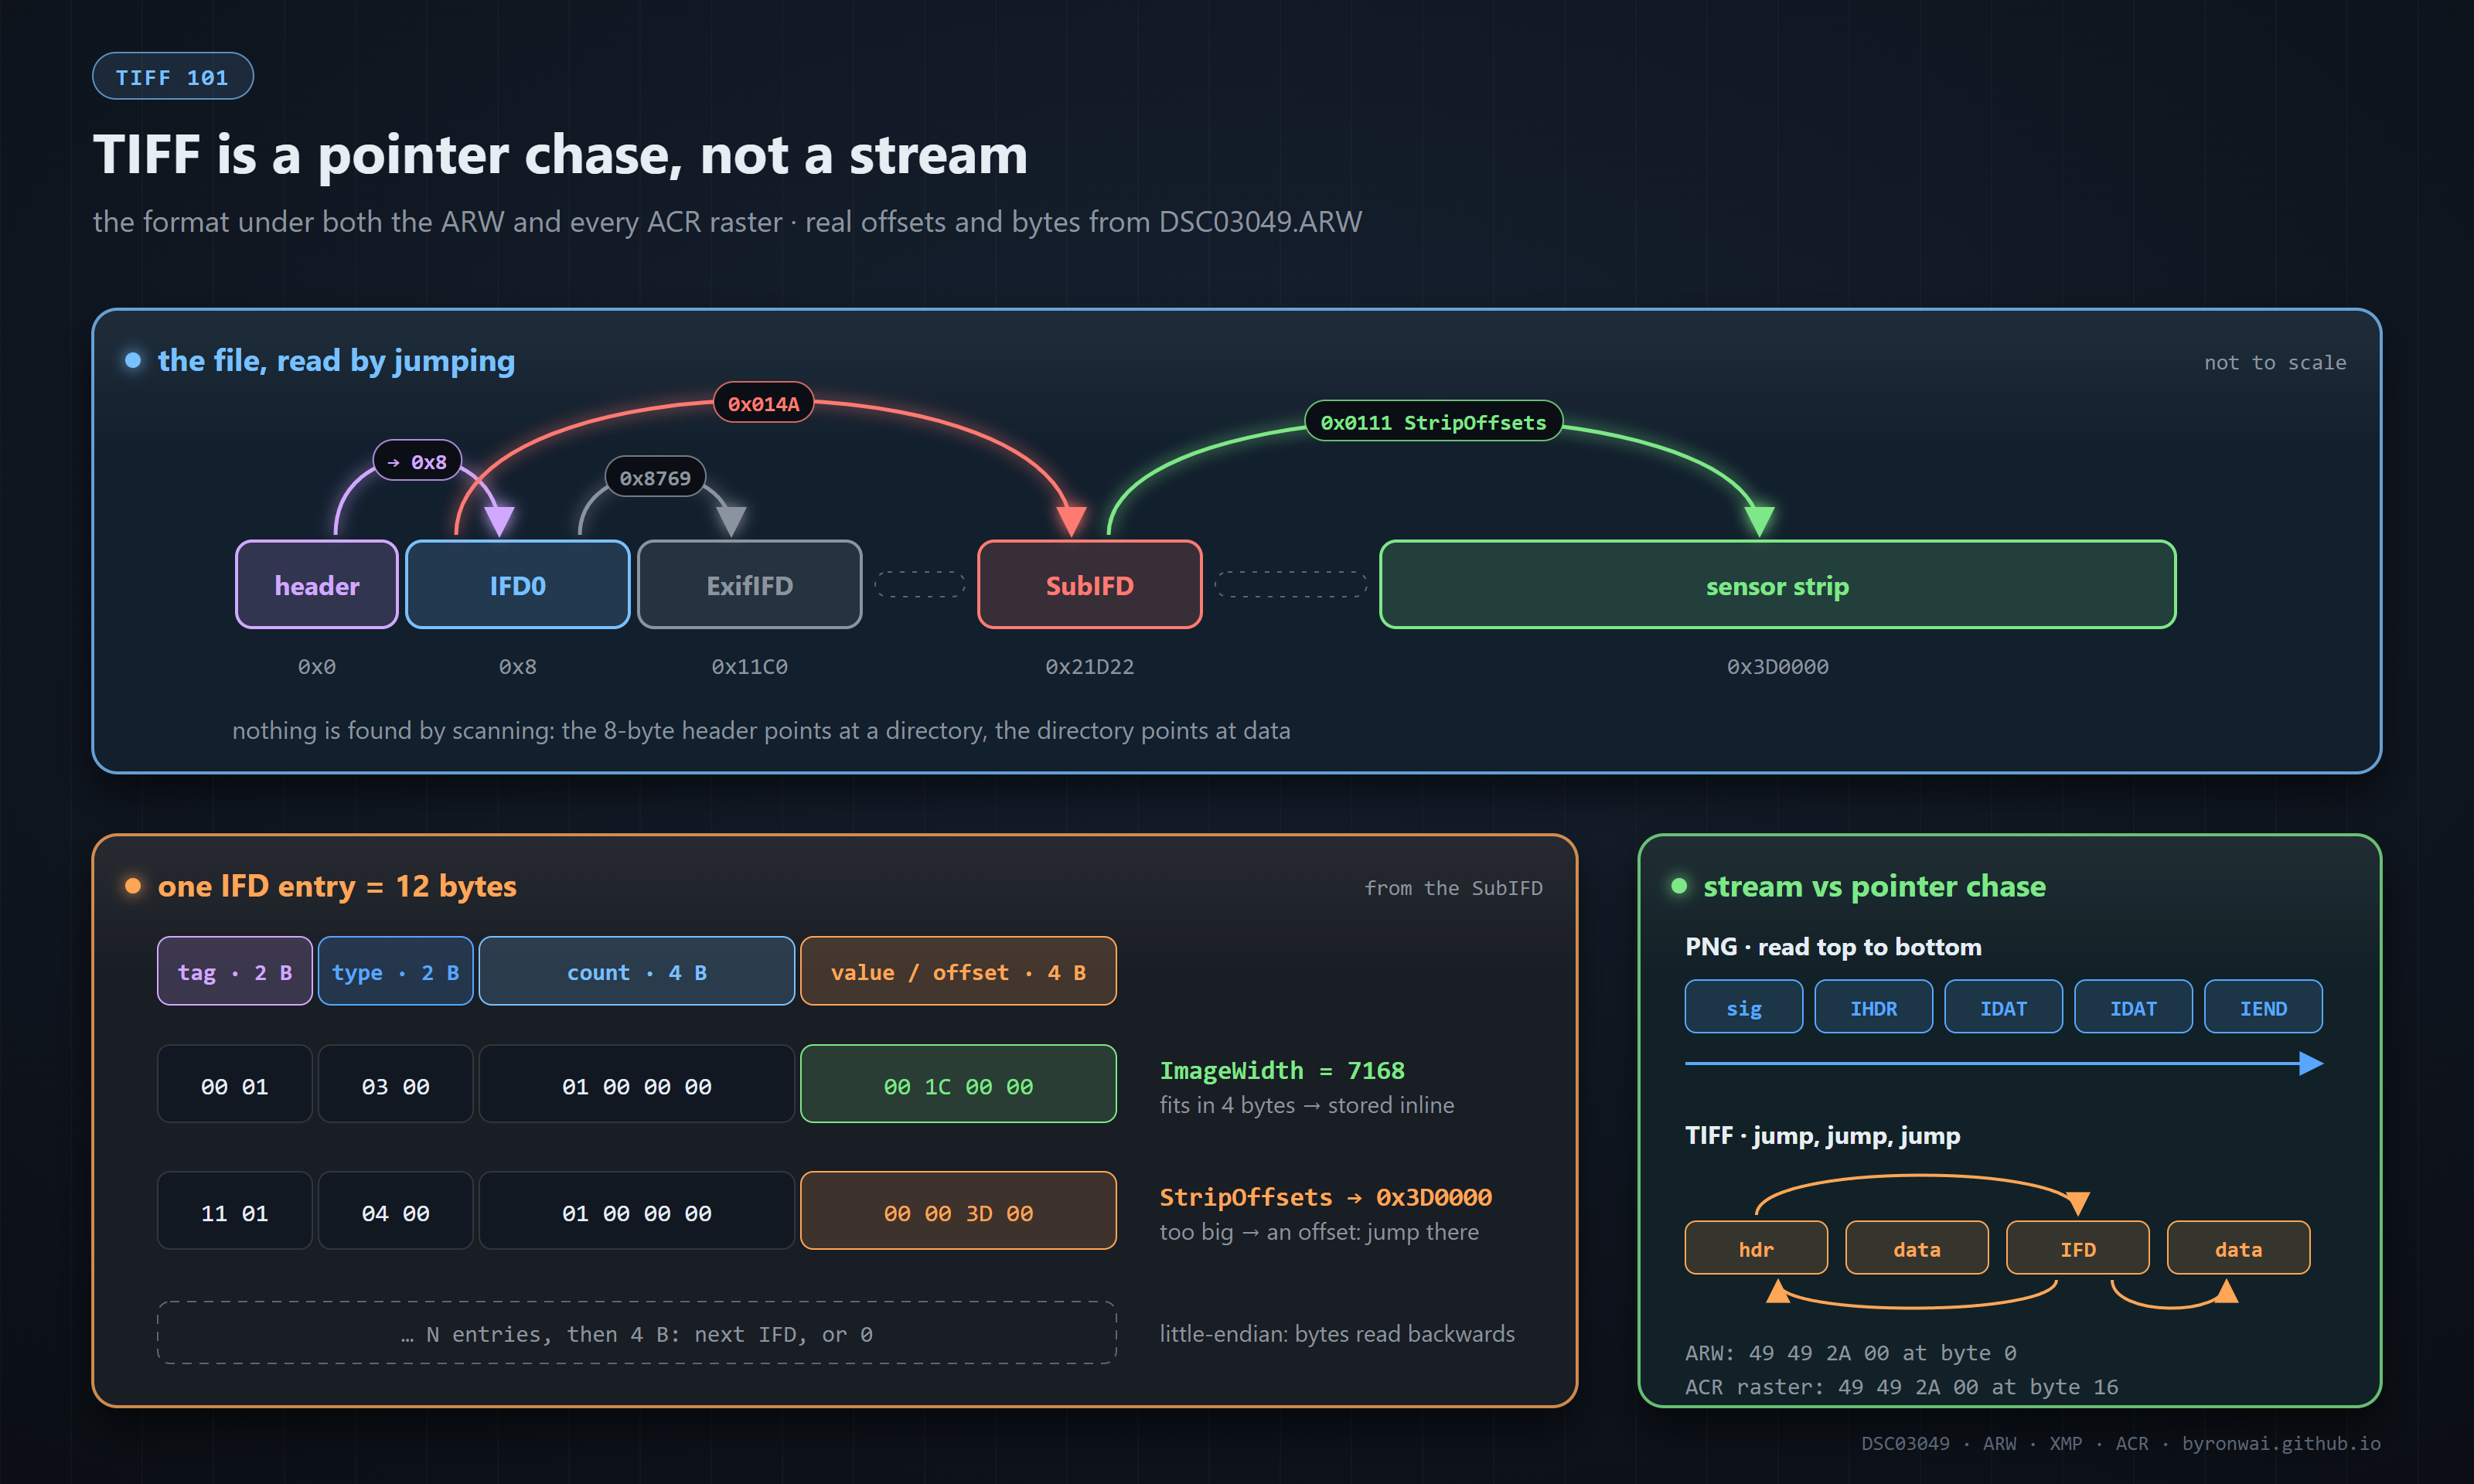 TIFF 101
TIFF is a pointer chase, not a stream
the format under both the ARW and every ACR raster · real offsets and bytes from DSC03049.ARW
the file, read by jumping
not to scale
0x014A
0x0111 StripOffsets
→ 0x8
0x8769
header
IFD0
ExifIFD
SubIFD
sensor strip
0x0
0x8
0x11C0
0x21D22
0x3D0000
nothing is found by scanning: the 8-byte header points at a directory, the directory points at data
one IFD entry = 12 bytes
from the SubIFD
tag · 2 B
type · 2 B
count · 4 B
value / offset · 4 B
00 01
03 00
01 00 00 00
00 1C 00 00
ImageWidth = 7168
fits in 4 bytes → stored inline
11 01
04 00
01 00 00 00
00 00 3D 00
StripOffsets → 0x3D0000
too big → an offset: jump there
… N entries, then 4 B: next IFD, or 0
little-endian: bytes read backwards
stream vs pointer chase
PNG · read top to bottom
sig
IHDR
IDAT
IDAT
IEND
TIFF · jump, jump, jump
hdr
data
IFD
data
ARW: 49 49 2A 00 at byte 0
ACR raster: 49 49 2A 00 at byte 16
DSC03049 · ARW · XMP · ACR · byronwai.github.io